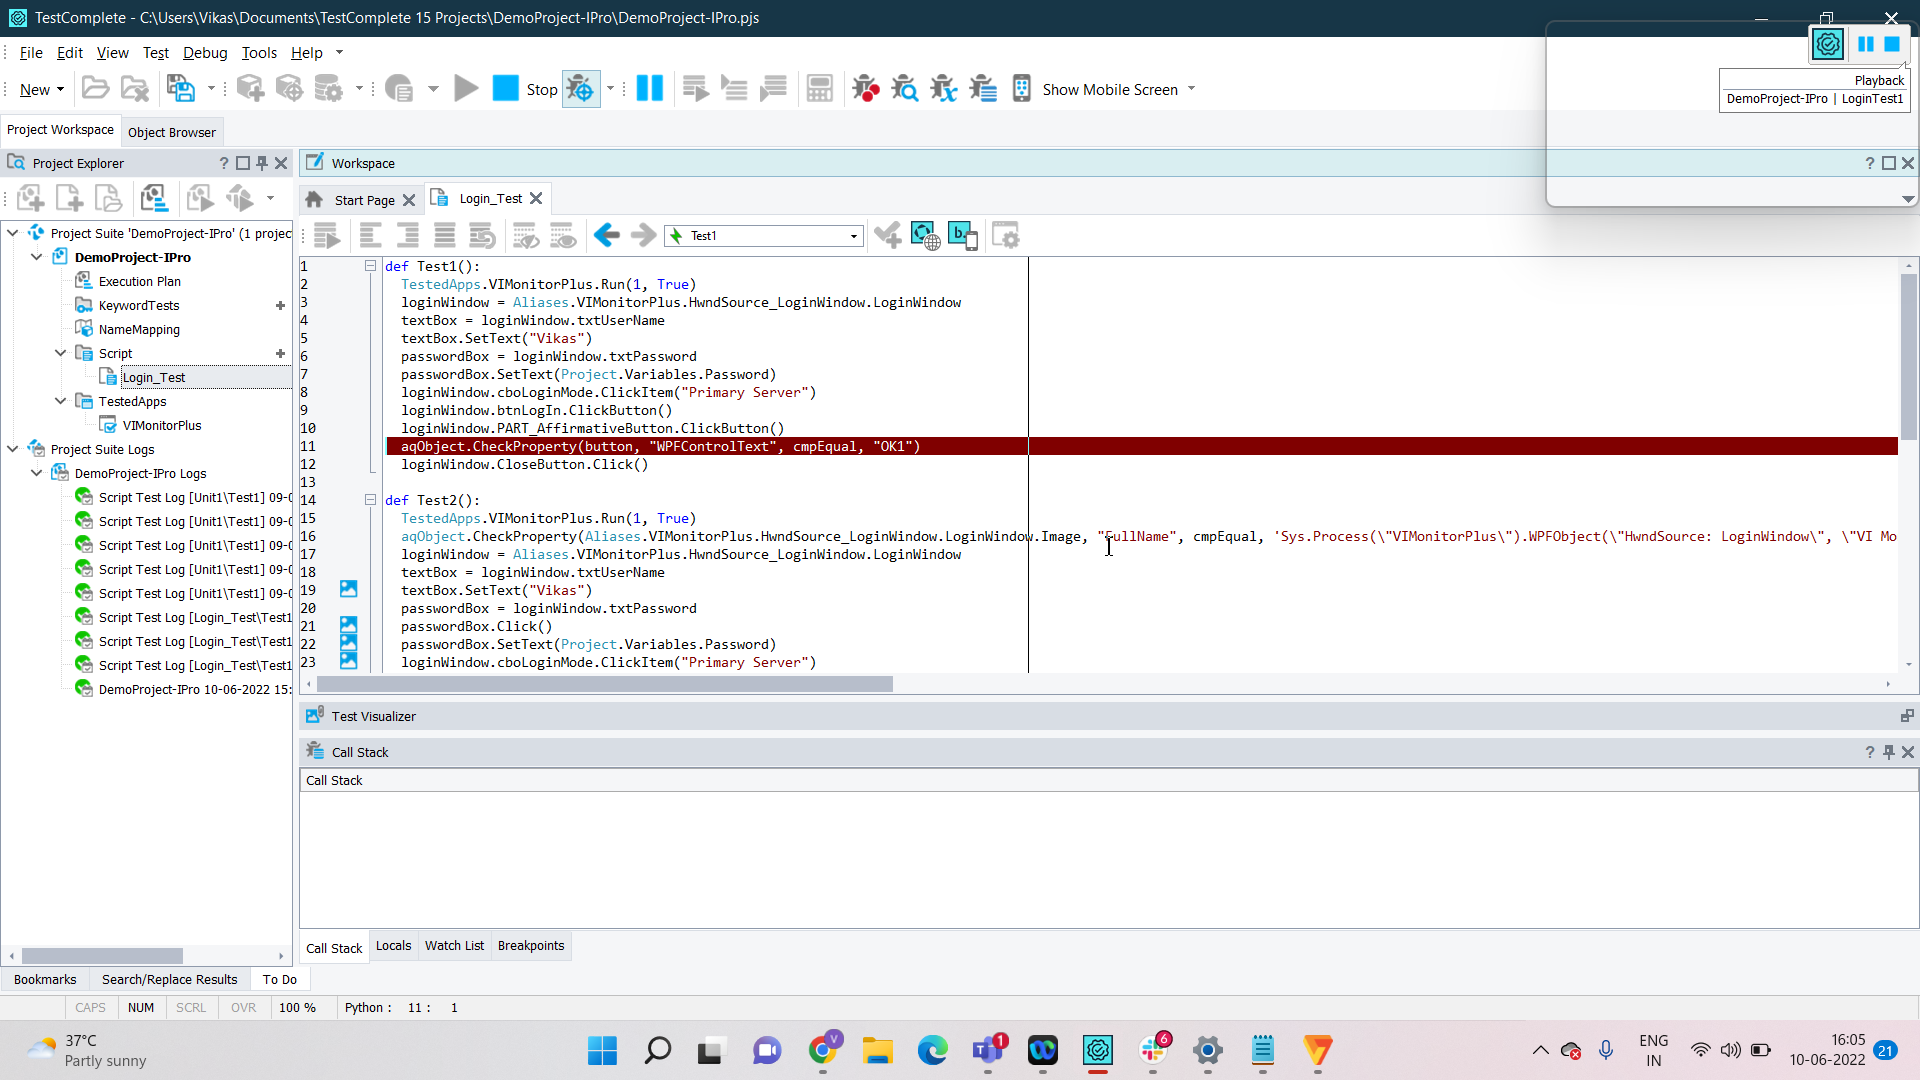 TestComplete - C:\Users\Vikas\Documents\TestComplete 15 Projects\DemoProject-IPro\DemoProject-IPro.pjs
File Edit View Test Debug Tools Help
New Stop Show Mobile Screen
Playback
DemoProject-IPro | LoginTest1
Project Workspace Object Browser
Project Explorer
Workspace
Start Page Login_Test
Test1
Project Suite 'DemoProject-IPro' (1 projec
DemoProject-IPro
Execution Plan
KeywordTests
NameMapping
Script
Login_Test
TestedApps
VIMonitorPlus
Project Suite Logs
DemoProject-IPro Logs
Script Test Log [Unit1\Test1] 09-0
Script Test Log [Unit1\Test1] 09-0
Script Test Log [Unit1\Test1] 09-0
Script Test Log [Unit1\Test1] 09-0
Script Test Log [Unit1\Test1] 09-0
Script Test Log [Login_Test\Test1
Script Test Log [Login_Test\Test1
Script Test Log [Login_Test\Test1
DemoProject-IPro 10-06-2022 15:
1 def Test1():
2 TestedApps.VIMonitorPlus.Run(1, True)
3 loginWindow = Aliases.VIMonitorPlus.HwndSource_LoginWindow.LoginWindow
4 textBox = loginWindow.txtUserName
5 textBox.SetText("Vikas")
6 passwordBox = loginWindow.txtPassword
7 passwordBox.SetText(Project.Variables.Password)
8 loginWindow.cboLoginMode.ClickItem("Primary Server")
9 loginWindow.btnLogIn.ClickButton()
10 loginWindow.PART_AffirmativeButton.ClickButton()
11 aqObject.CheckProperty(button, "WPFControlText", cmpEqual, "OK1")
12 loginWindow.CloseButton.Click()
13
14 def Test2():
15 TestedApps.VIMonitorPlus.Run(1, True)
16 aqObject.CheckProperty(Aliases.VIMonitorPlus.HwndSource_LoginWindow.LoginWindow.Image, "FullName", cmpEqual, 'Sys.Process(\"VIMonitorPlus\").WPFObject(\"HwndSource: LoginWindow\", \"VI Mo
17 loginWindow = Aliases.VIMonitorPlus.HwndSource_LoginWindow.LoginWindow
18 textBox = loginWindow.txtUserName
19 textBox.SetText("Vikas")
20 passwordBox = loginWindow.txtPassword
21 passwordBox.Click()
22 passwordBox.SetText(Project.Variables.Password)
23 loginWindow.cboLoginMode.ClickItem("Primary Server")
Test Visualizer
Call Stack
Call Stack
Call Stack Locals Watch List Breakpoints
Bookmarks Search/Replace Results To Do
CAPS NUM SCRL OVR 100 % Python : 11 : 1
37°C
Partly sunny
V
1
6
ENG
IN
16:05
10-06-2022
21